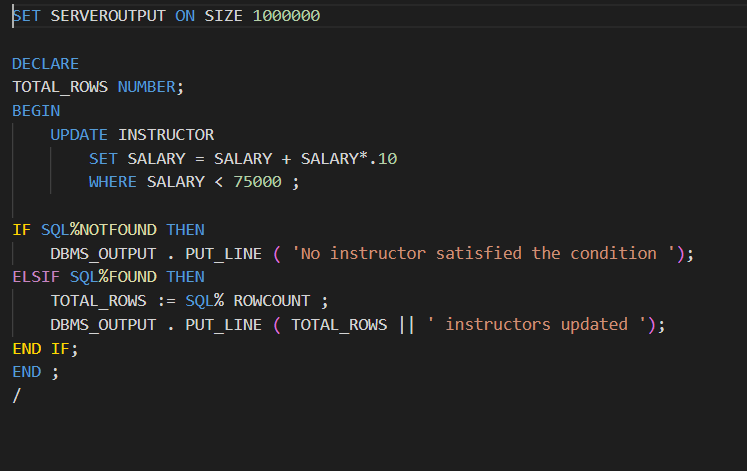 SET SERVEROUTPUT ON SIZE 1000000
DECLARE
TOTAL_ROWS NUMBER;
BEGIN
UPDATE INSTRUCTOR
SET SALARY = SALARY + SALARY*.10
WHERE SALARY < 75000 ;
IF SQL%NOTFOUND THEN
DBMS_OUTPUT . PUT_LINE ( 'No instructor satisfied the condition ');
ELSIF SQL%FOUND THEN
TOTAL_ROWS := SQL% ROWCOUNT ;
DBMS_OUTPUT . PUT_LINE ( TOTAL_ROWS || ' instructors updated ');
END IF;
END ;
/